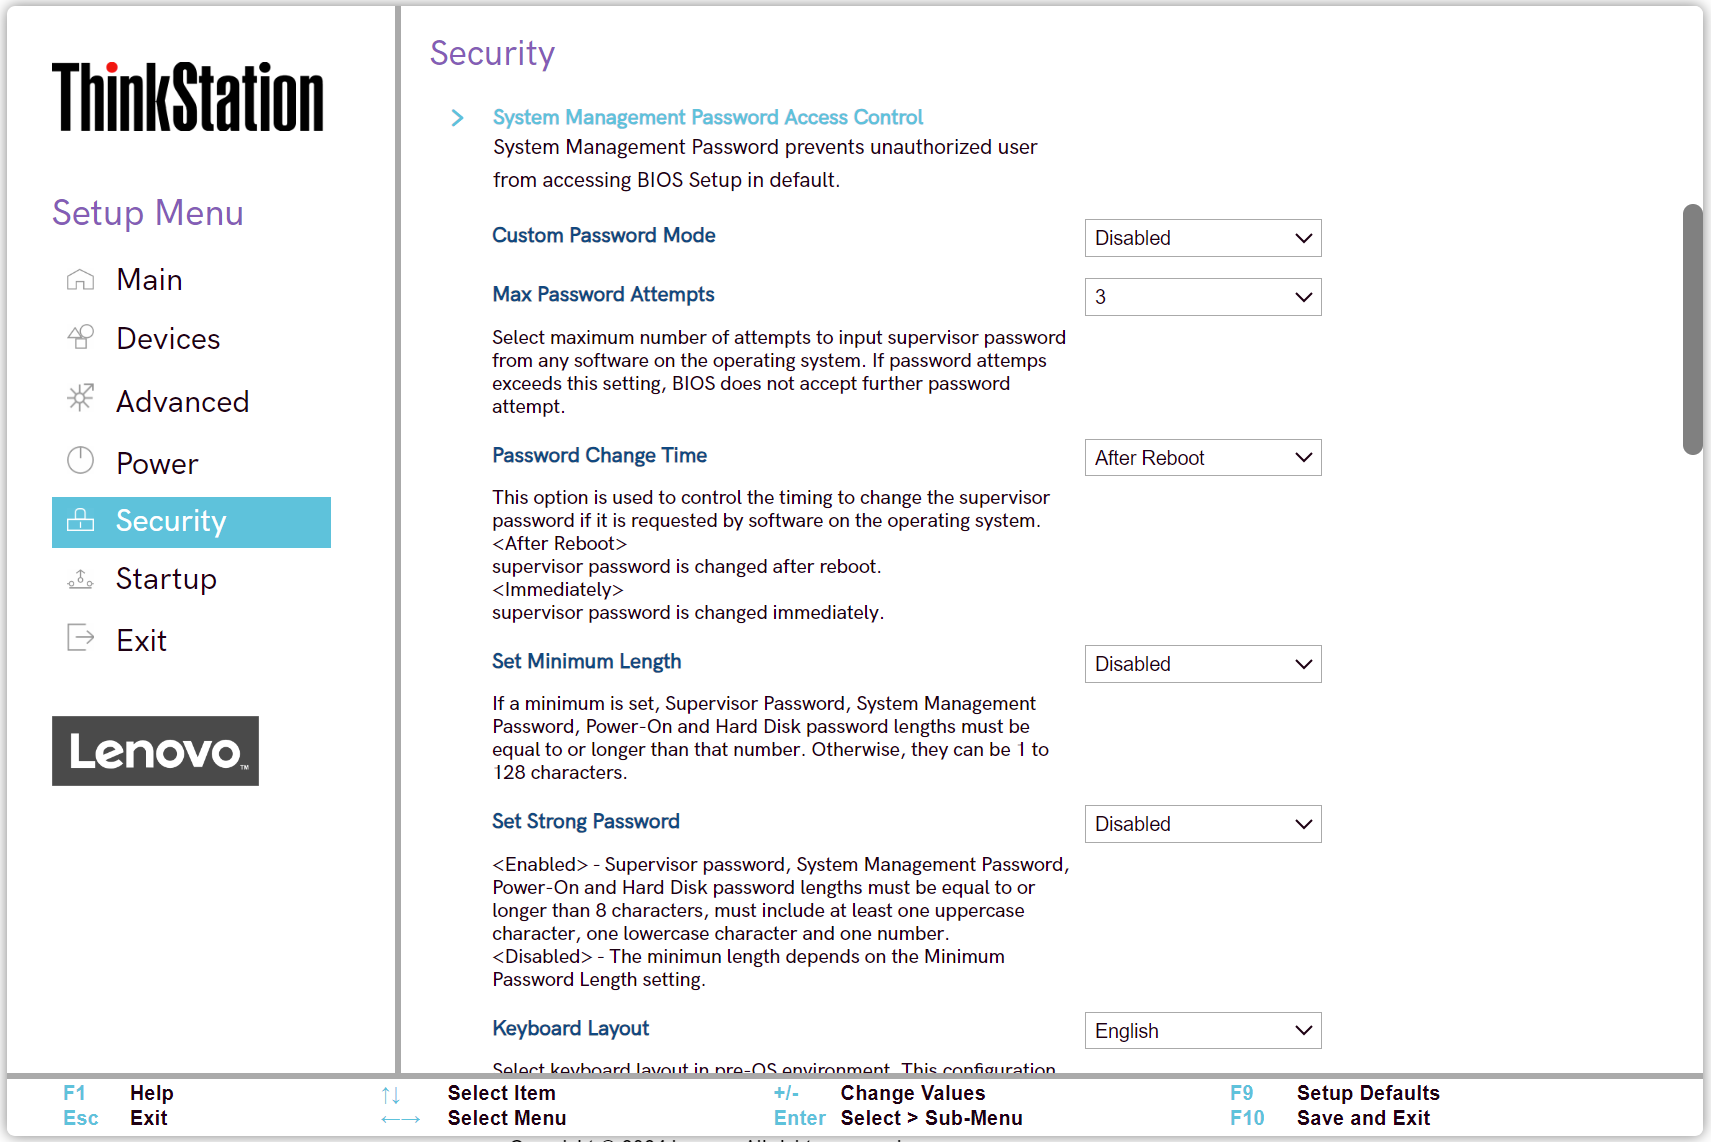 ThinkStation
Setup Menu
Main
Devices
Advanced
Power
Security
Startup
Exit
Lenovo™
Security
> System Management Password Access Control
System Management Password prevents unauthorized user
from accessing BIOS Setup in default.
Custom Password Mode Disabled
Max Password Attempts 3
Select maximum number of attempts to input supervisor password
from any software on the operating system. If password attemps
exceeds this setting, BIOS does not accept further password
attempt.
Password Change Time After Reboot
This option is used to control the timing to change the supervisor
password if it is requested by software on the operating system.
<After Reboot>
supervisor password is changed after reboot.
<Immediately>
supervisor password is changed immediately.
Set Minimum Length Disabled
If a minimum is set, Supervisor Password, System Management
Password, Power-On and Hard Disk password lengths must be
equal to or longer than that number. Otherwise, they can be 1 to
128 characters.
Set Strong Password Disabled
<Enabled> - Supervisor password, System Management Password,
Power-On and Hard Disk password lengths must be equal to or
longer than 8 characters, must include at least one uppercase
character, one lowercase character and one number.
<Disabled> - The minimun length depends on the Minimum
Password Length setting.
Keyboard Layout English
Select keyboard layout in pre-OS environment. This configuration
F1 Help ↑↓ Select Item +/- Change Values F9 Setup Defaults
Esc Exit ←→ Select Menu Enter Select > Sub-Menu F10 Save and Exit